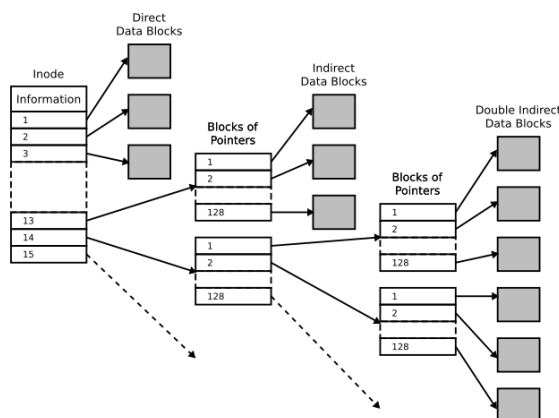 Direct
Data Blocks
Inode
Information
1
2
3
13
14
15
Blocks of
Pointers
1
2
128
1
2
128
Indirect
Data Blocks
Blocks of
Pointers
1
2
128
1
2
128
Double Indirect
Data Blocks